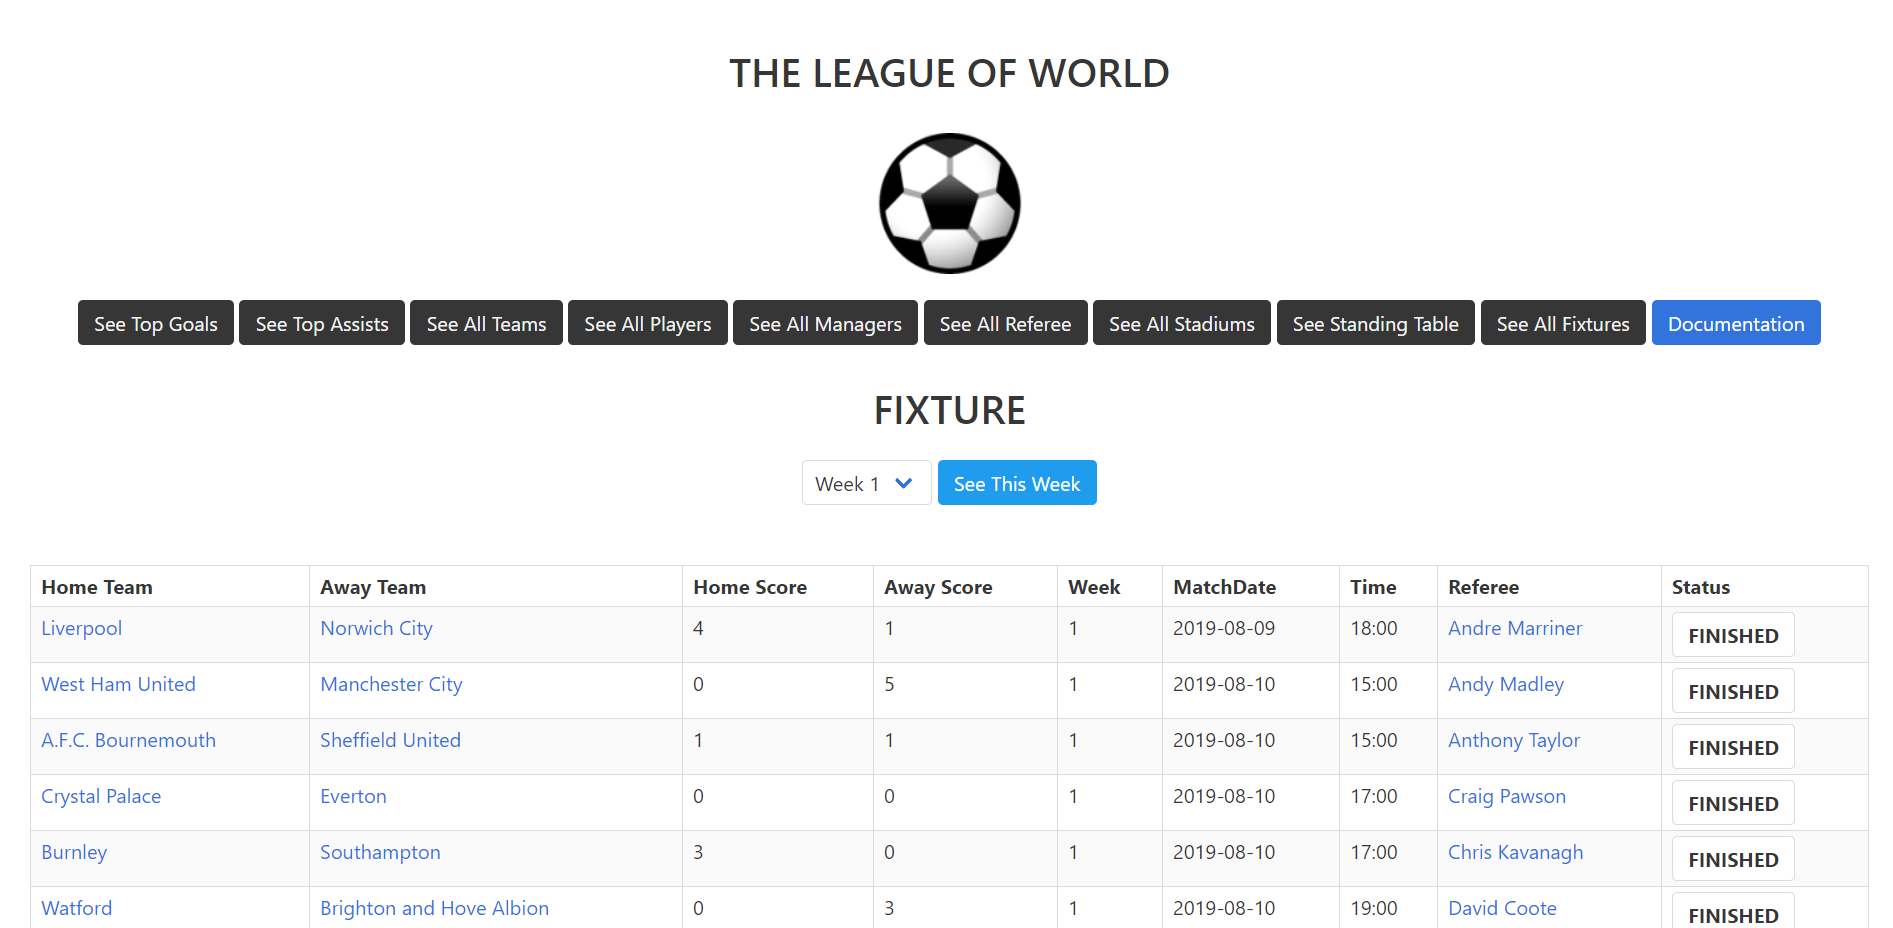 THE LEAGUE OF WORLD
See Top Goals See Top Assists See All Teams See All Players See All Managers See All Referee See All Stadiums See Standing Table See All Fixtures Documentation
FIXTURE
Week 1 See This Week
Home Team Away Team Home Score Away Score Week MatchDate Time Referee Status
Liverpool Norwich City 4 1 1 2019-08-09 18:00 Andre Marriner FINISHED
West Ham United Manchester City 0 5 1 2019-08-10 15:00 Andy Madley FINISHED
A.F.C. Bournemouth Sheffield United 1 1 1 2019-08-10 15:00 Anthony Taylor FINISHED
Crystal Palace Everton 0 0 1 2019-08-10 17:00 Craig Pawson FINISHED
Burnley Southampton 3 0 1 2019-08-10 17:00 Chris Kavanagh FINISHED
Watford Brighton and Hove Albion 0 3 1 2019-08-10 19:00 David Coote FINISHED